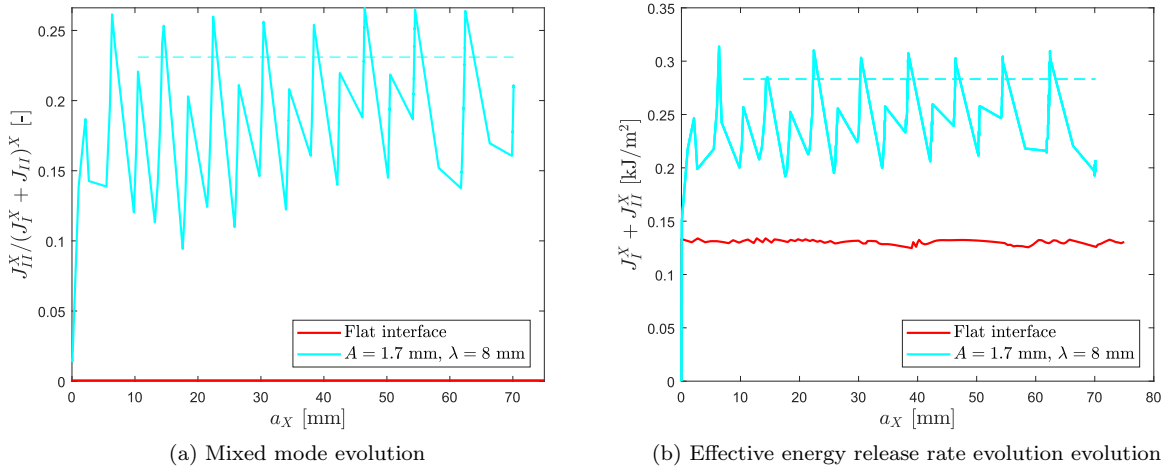 0.25
0.2
0.15
0.1
0.05
0
J_{II}^X/(J_I^X + J_{II})^X [-]
0 10 20 30 40 50 60 70
a_X [mm]
Flat interface
A = 1.7 mm, λ = 8 mm
(a) Mixed mode evolution
0.35
0.3
0.25
0.2
0.15
0.1
0.05
0
J_I^X + J_{II}^X [kJ/m²]
0 10 20 30 40 50 60 70 80
a_X [mm]
Flat interface
A = 1.7 mm, λ = 8 mm
(b) Effective energy release rate evolution evolution